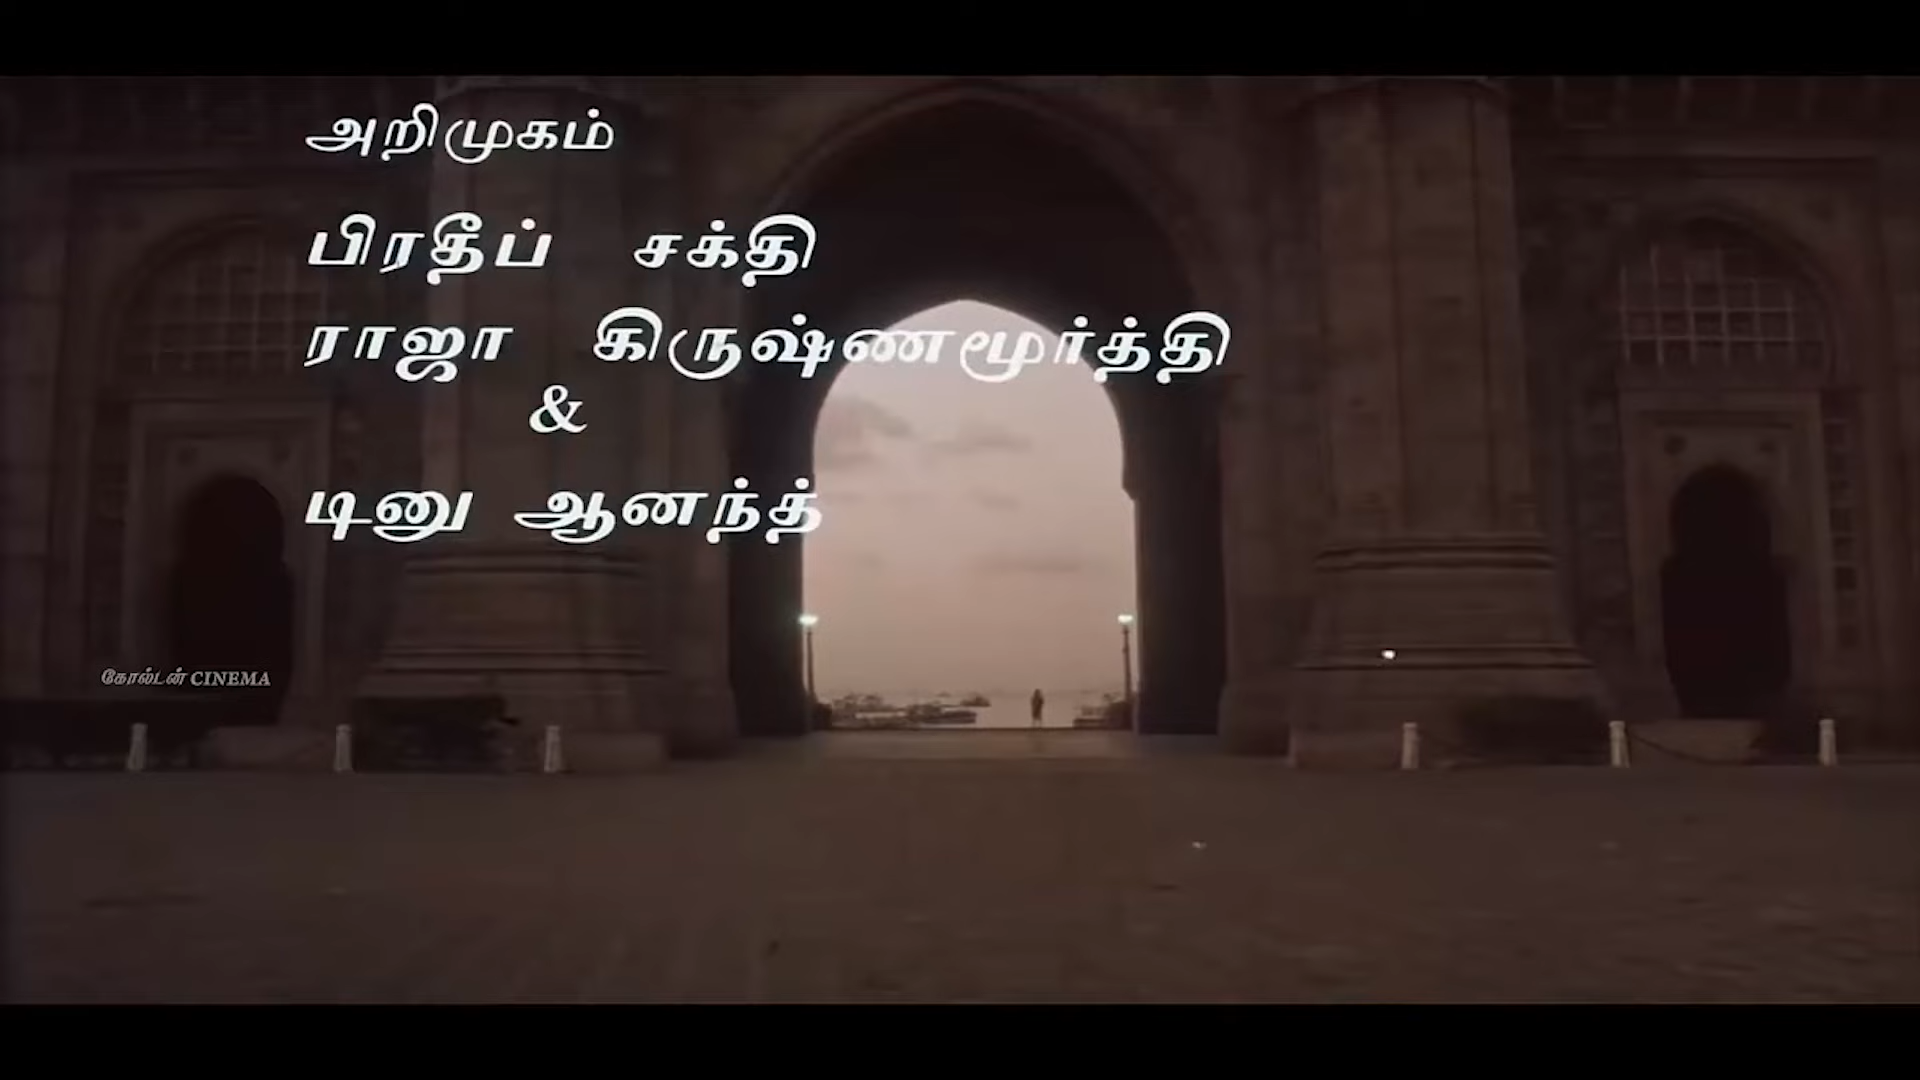 அறிமுகம்
பிரதீப் சக்தி
ராஜா கிருஷ்ணமூர்த்தி
&
டினு ஆனந்த்
கோல்டன் CINEMA